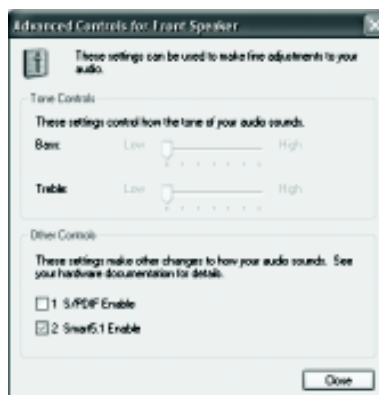 Advanced Controls for Front Speaker
These settings can be used to make fine adjustments to your
audio.
Tone Controls
These settings control how the tone of your audio sounds.
Bass: Low High
Treble: Low High
Other Controls
These settings make other changes to how your audio sounds. See
your hardware documentation for details.
1 S/PDIF Enable
2 Smart5.1 Enable
Close